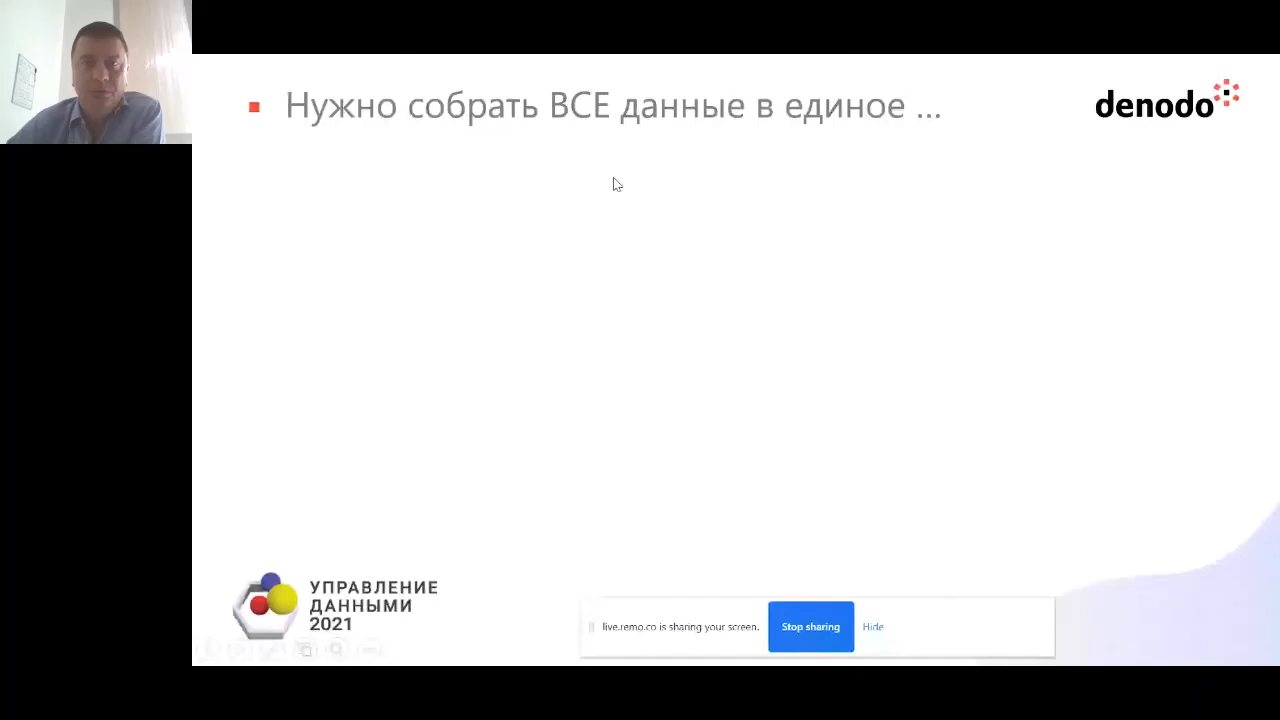 Нужно собрать ВСЕ данные в единое ...
denodo
УПРАВЛЕНИЕ
ДАННЫМИ
2021
live.remo.co is sharing your screen.
Stop sharing
Hide